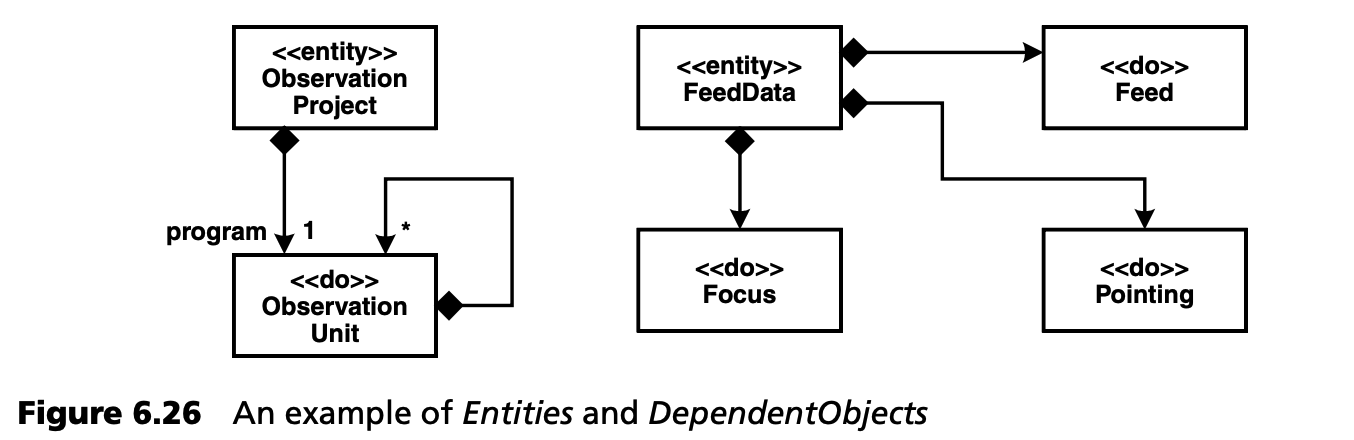 <<entity>>
Observation
Project
program
1
*
<<do>>
Observation
Unit
<<entity>>
FeedData
<<do>>
Feed
<<do>>
Focus
<<do>>
Pointing
Figure 6.26 An example of Entities and DependentObjects